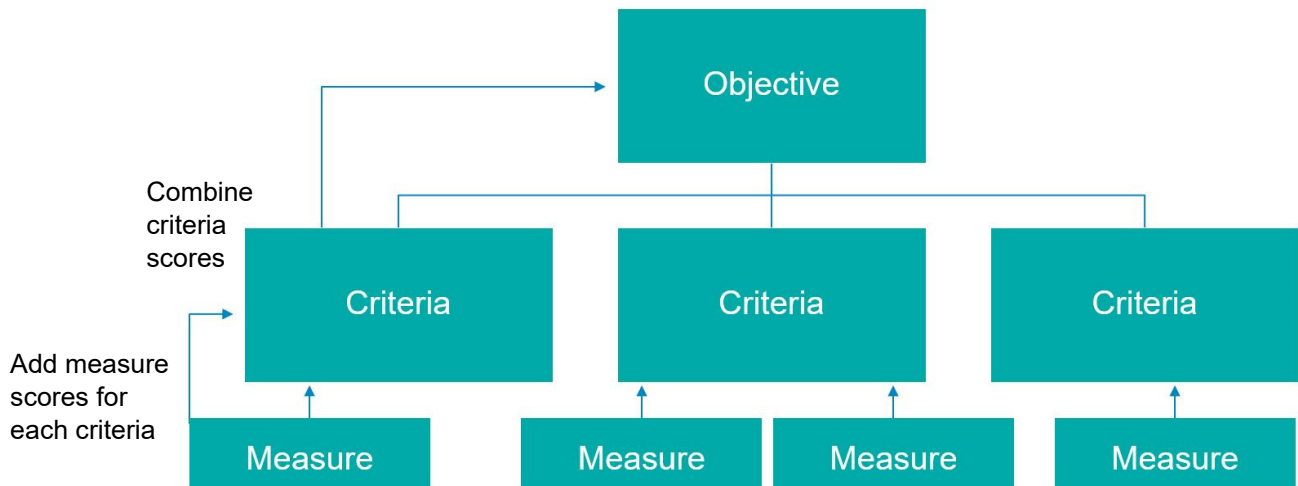 Objective
Combine
criteria
scores
Criteria
Criteria
Criteria
Add measure
scores for
each criteria
Measure
Measure
Measure
Measure